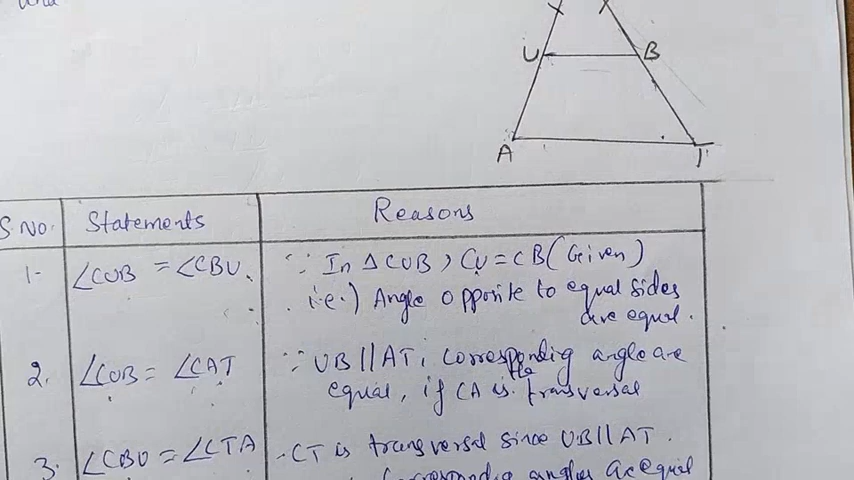 U B
A T
S No. Statements Reasons
1. ∠CUB = ∠CBU. ∵ In Δ CUB, CU = CB (Given)
i.e.) Angle opposite to equal sides
are equal.
2. ∠CUB = ∠CAT ∵ UB || AT, Corresponding angle are
equal, if CA is the transversal
3. ∠CBU = ∠CTA - CT is transversal since UB || AT.
Corresponding angles are equal